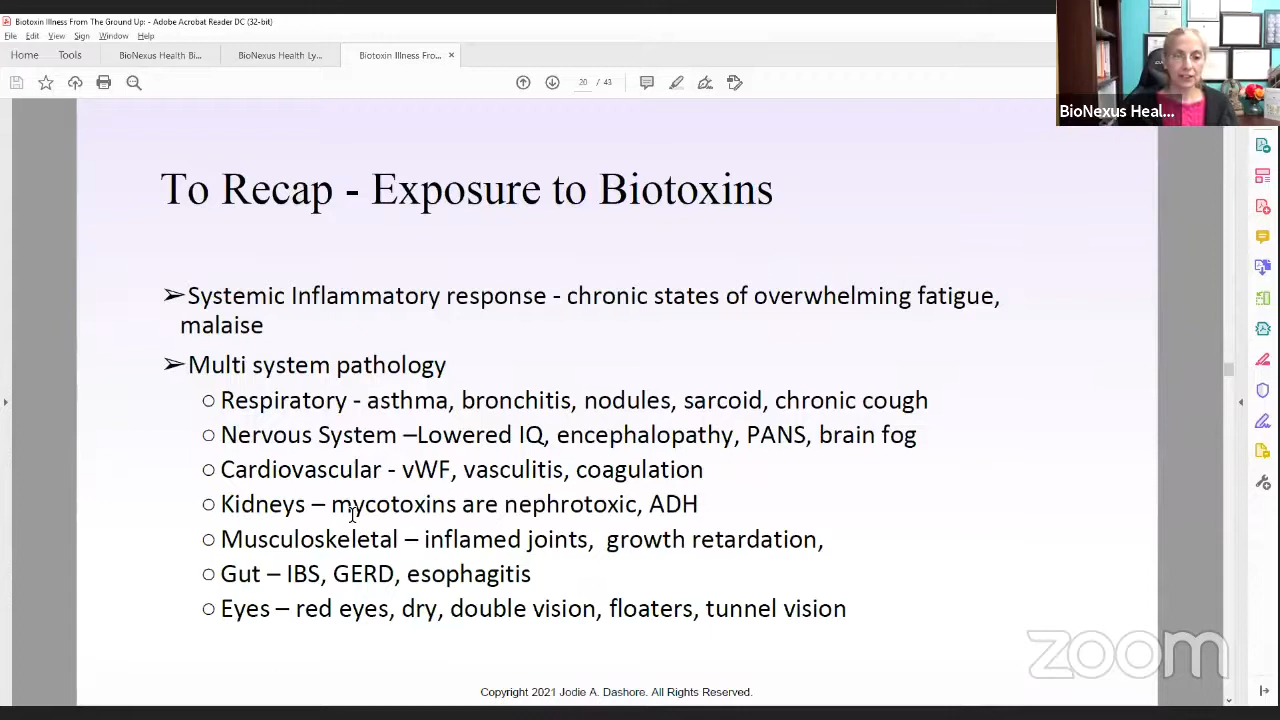 Biotoxin Illness From The Ground Up: - Adobe Acrobat Reader DC (32-bit)
File Edit View Sign Window Help
Home Tools BioNexus Health Bi... BioNexus Health Ly... Biotoxin Illness Fro... ×
20 / 43
BioNexus Heal...
To Recap - Exposure to Biotoxins
➢Systemic Inflammatory response - chronic states of overwhelming fatigue,
malaise
➢Multi system pathology
○ Respiratory - asthma, bronchitis, nodules, sarcoid, chronic cough
○ Nervous System –Lowered IQ, encephalopathy, PANS, brain fog
○ Cardiovascular - vWF, vasculitis, coagulation
○ Kidneys – mycotoxins are nephrotoxic, ADH
○ Musculoskeletal – inflamed joints, growth retardation,
○ Gut – IBS, GERD, esophagitis
○ Eyes – red eyes, dry, double vision, floaters, tunnel vision
zoom
Copyright 2021 Jodie A. Dashore. All Rights Reserved.